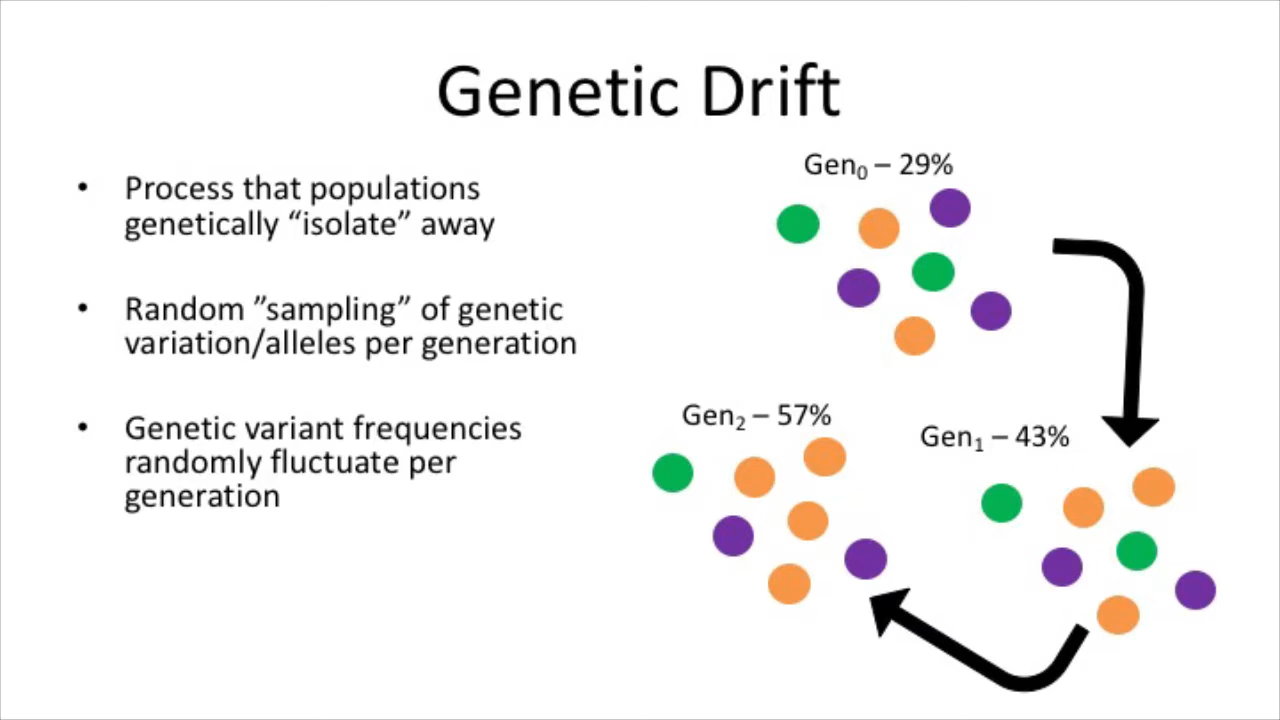 Genetic Drift
• Process that populations
genetically “isolate” away
• Random ”sampling” of genetic
variation/alleles per generation
• Genetic variant frequencies
randomly fluctuate per
generation
Gen₀ – 29%
Gen₂ – 57%
Gen₁ – 43%